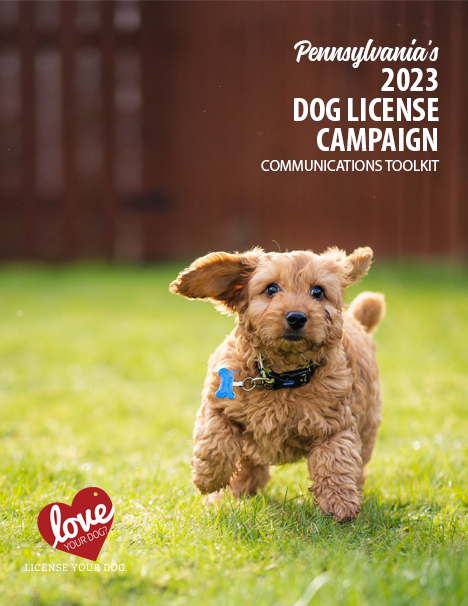 Pennsylvania's
2023
DOG LICENSE
CAMPAIGN
COMMUNICATIONS TOOLKIT
love
YOUR DOG?
LICENSE YOUR DOG.